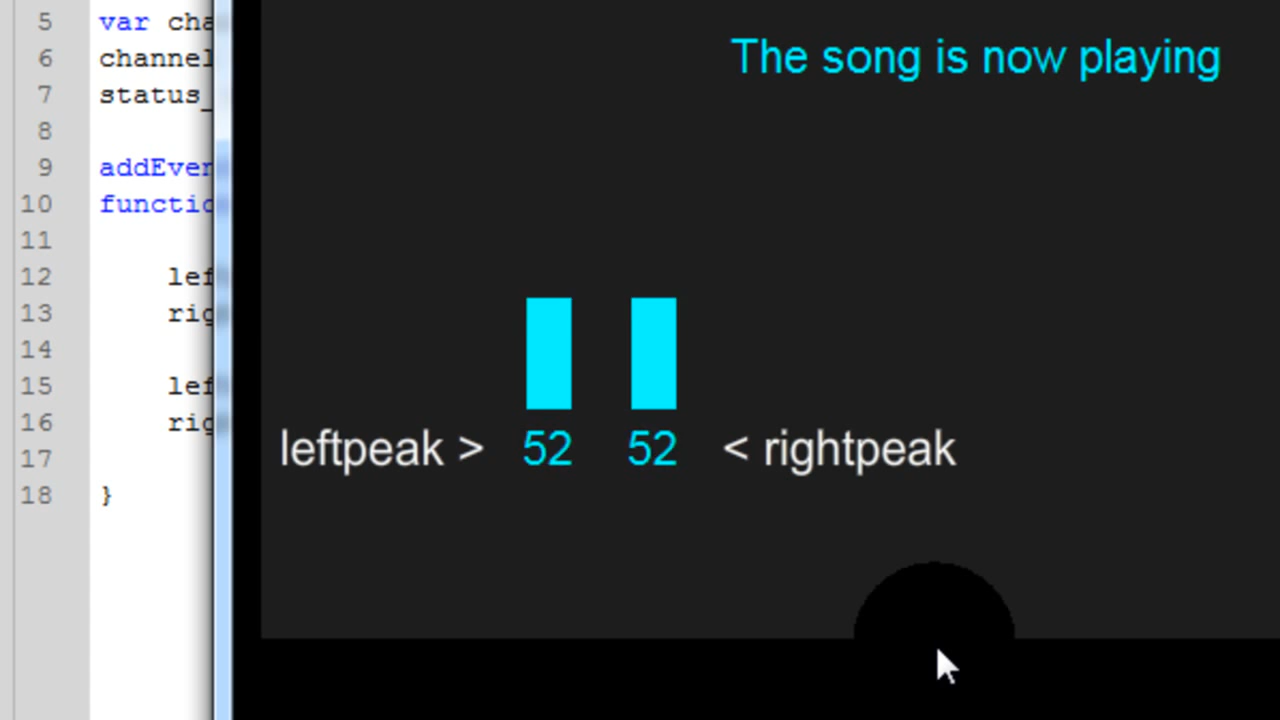 5 var cha
6 channel
7 status_
8
9 addEven
10 functio
11
12 lef
13 rig
14
15 lef
16 rig
17
18 }
The song is now playing
leftpeak > 52 52 < rightpeak